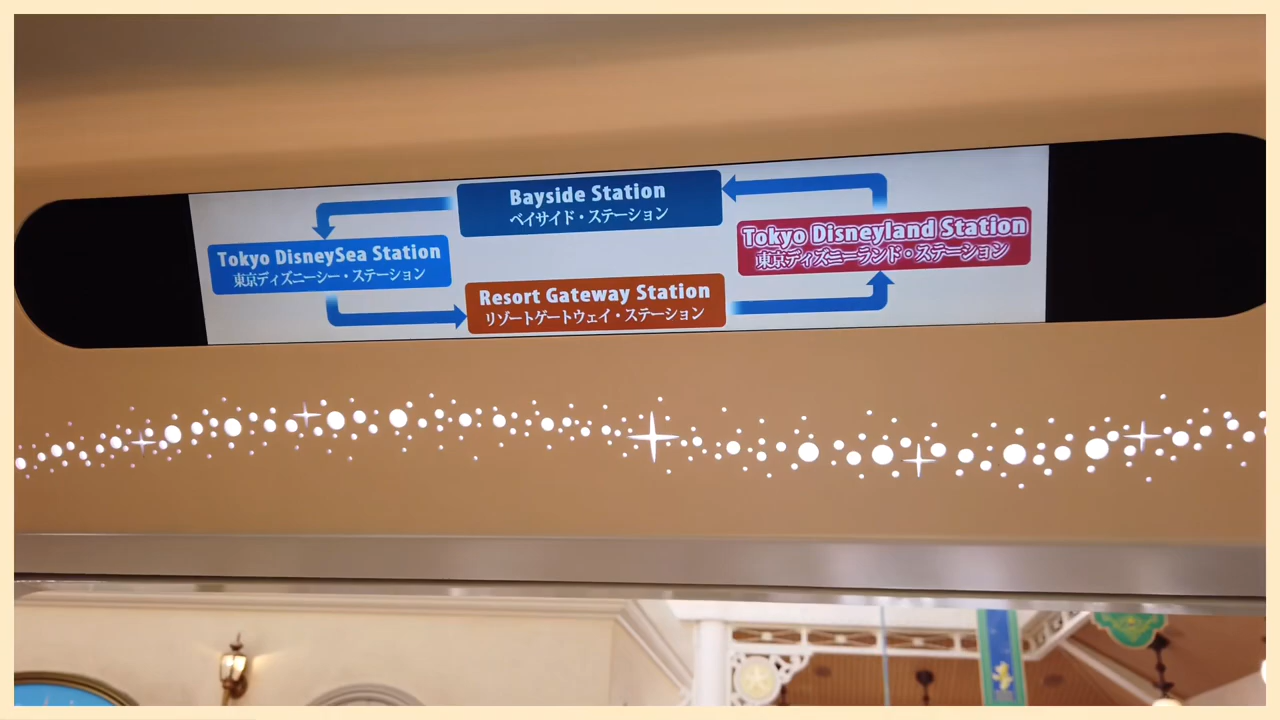 Bayside Station
ベイサイド・ステーション
Tokyo Disneyland Station
東京ディズニーランド・ステーション
Tokyo DisneySea Station
東京ディズニーシー・ステーション
Resort Gateway Station
リゾートゲートウェイ・ステーション